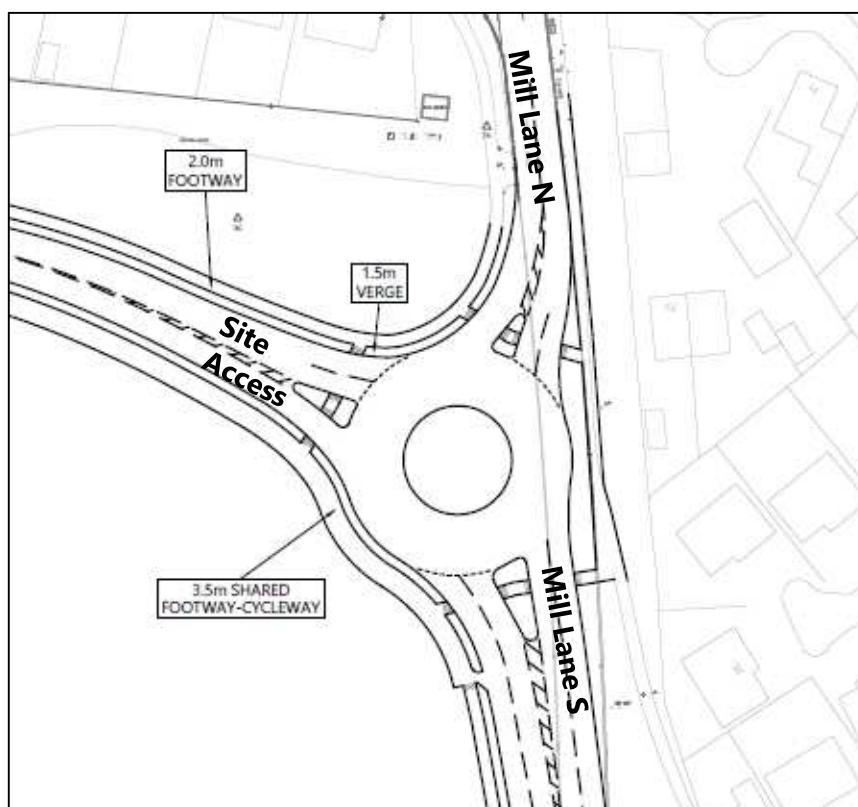 Mill Lane N
2.0m
FOOTWAY
1.5m
VERGE
Site
Access
3.5m SHARED
FOOTWAY-CYCLEWAY
Mill Lane S